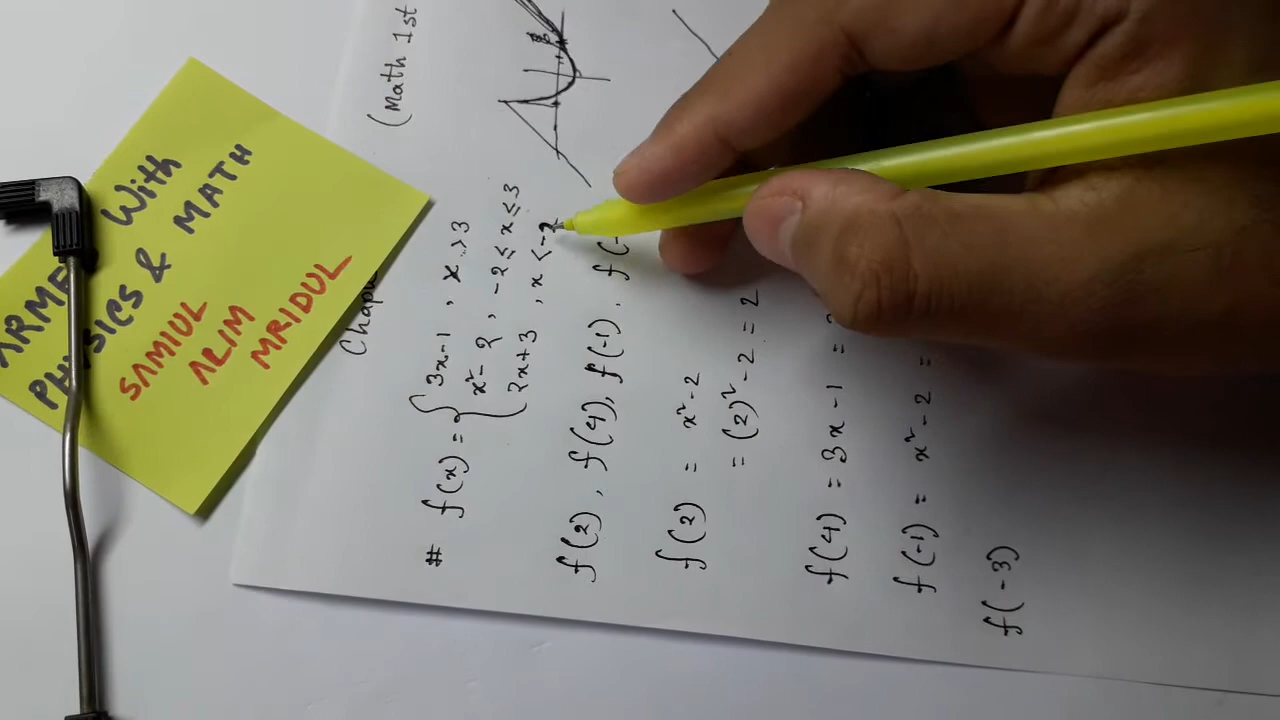 With
PHYSICS & MATH
SAMIUL
ALIM
MRIDUL
(Math 1st
# f(x) = { 3x-1 , x > 3
x² - 2 , -2 ≤ x ≤ 3
2x+3 , x < -2
f(2), f(4), f(-1), f(-
f(2) = x² - 2
= (2)² - 2 = 2
f(4) = 3x - 1 =
f(-1) = x² - 2 =
f(-3)